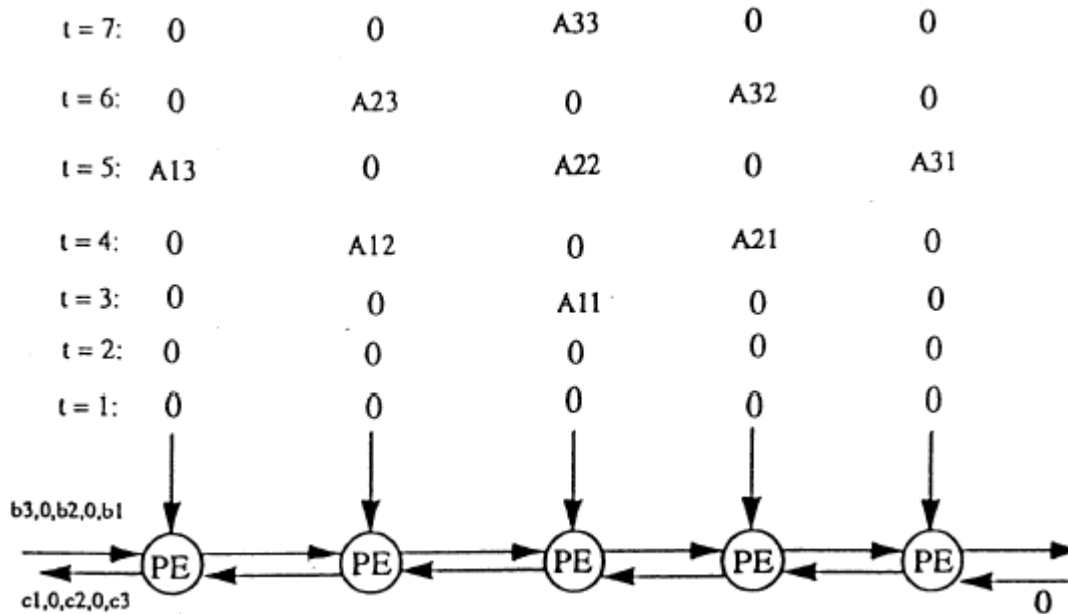 t = 7: 0 0 A33 0 0
t = 6: 0 A23 0 A32 0
t = 5: A13 0 A22 0 A31
t = 4: 0 A12 0 A21 0
t = 3: 0 0 A11 0 0
t = 2: 0 0 0 0 0
t = 1: 0 0 0 0 0
b3,0,b2,0,b1
PE PE PE PE PE
c1,0,c2,0,c3 0